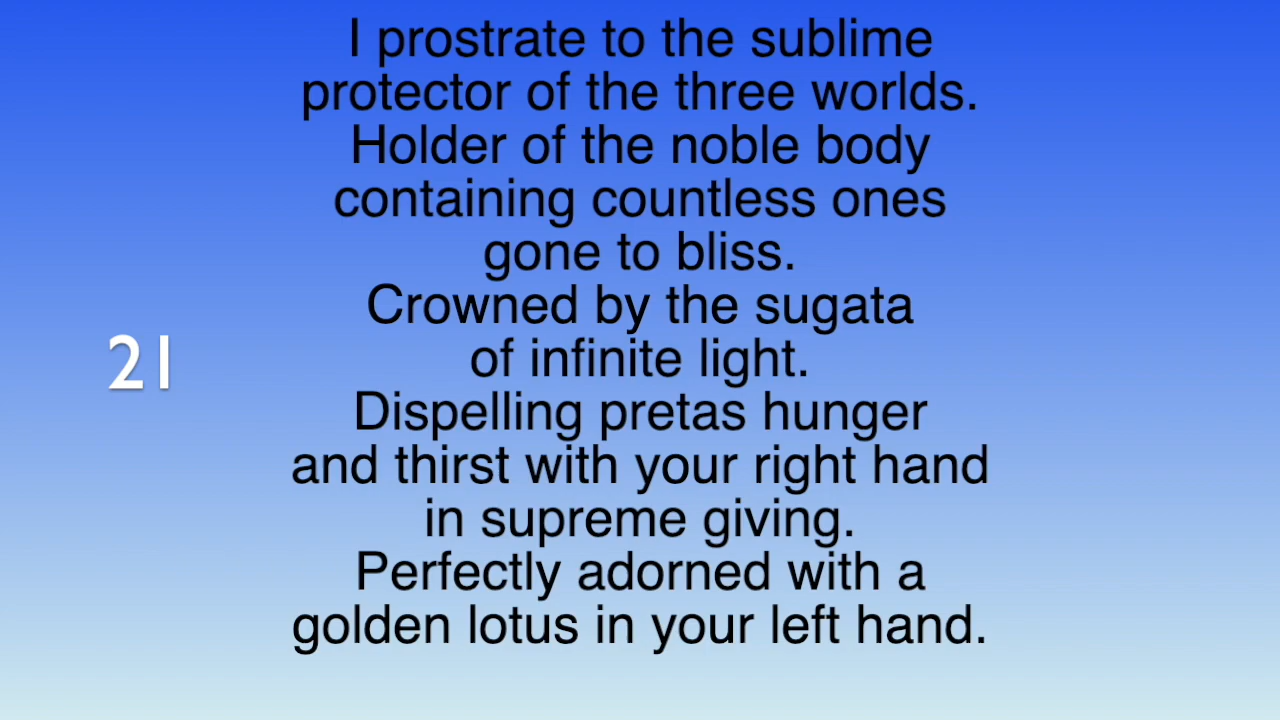 I prostrate to the sublime
protector of the three worlds.
Holder of the noble body
containing countless ones
gone to bliss.
Crowned by the sugata
of infinite light.
21
Dispelling pretas hunger
and thirst with your right hand
in supreme giving.
Perfectly adorned with a
golden lotus in your left hand.